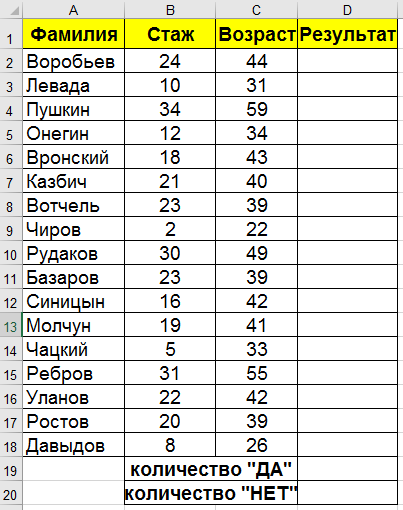 A B C D
1 Фамилия Стаж Возраст Результат
2 Воробьев 24 44
3 Левада 10 31
4 Пушкин 34 59
5 Онегин 12 34
6 Вронский 18 43
7 Казбич 21 40
8 Вотчель 23 39
9 Чиров 2 22
10 Рудаков 30 49
11 Базаров 23 39
12 Синицын 16 42
13 Молчун 19 41
14 Чацкий 5 33
15 Ребров 31 55
16 Уланов 22 42
17 Ростов 20 39
18 Давыдов 8 26
19 количество "ДА"
20 количество "НЕТ"